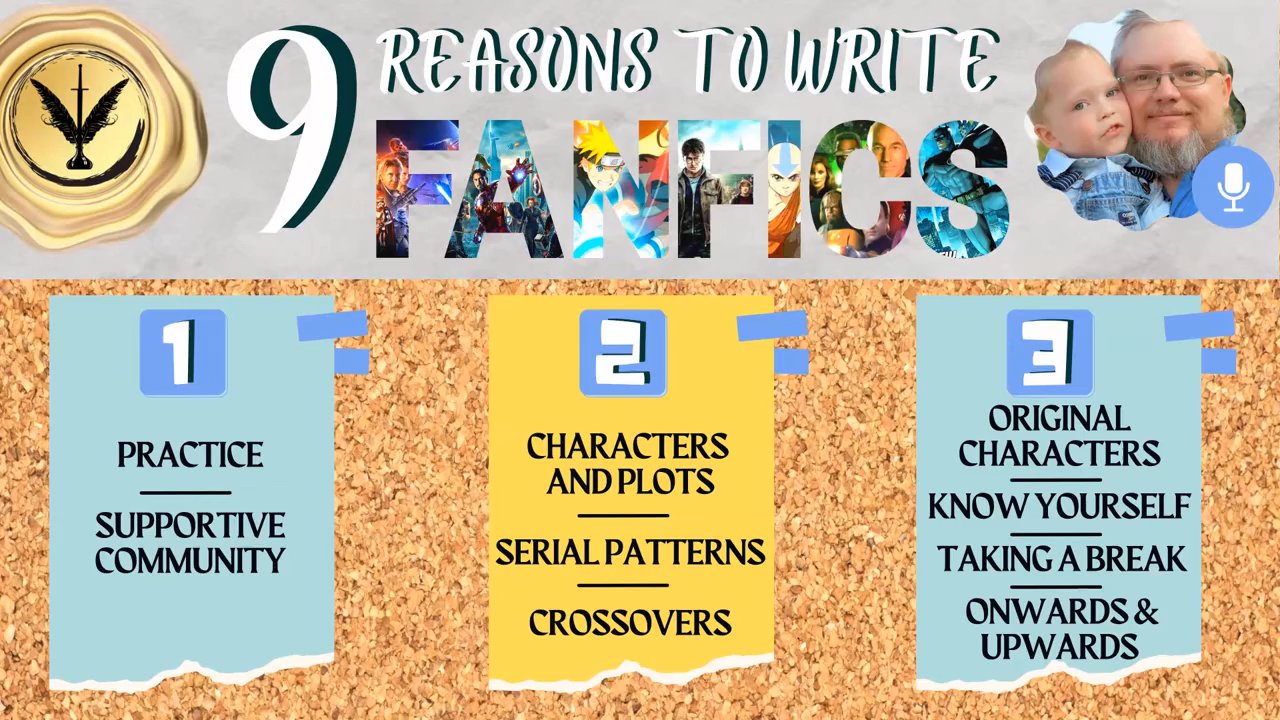 9 REASONS TO WRITE
FANFICS
1
PRACTICE
SUPPORTIVE
COMMUNITY
2
CHARACTERS
AND PLOTS
SERIAL PATTERNS
CROSSOVERS
3
ORIGINAL
CHARACTERS
KNOW YOURSELF
TAKING A BREAK
ONWARDS &
UPWARDS